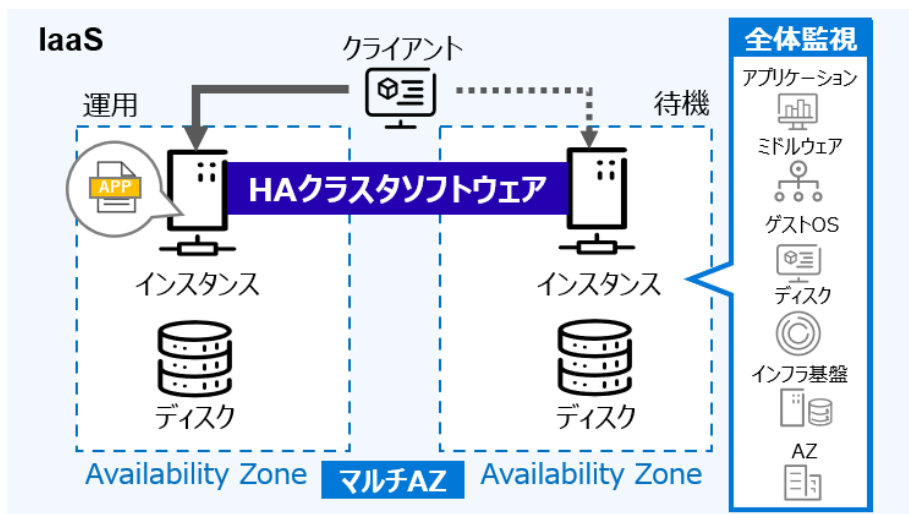 IaaS
クライアント
運用
待機
APP
HAクラスタソフトウェア
インスタンス
インスタンス
ディスク
ディスク
Availability Zone
マルチAZ
Availability Zone
全体監視
アプリケーション
ミドルウェア
ゲストOS
ディスク
インフラ基盤
AZ